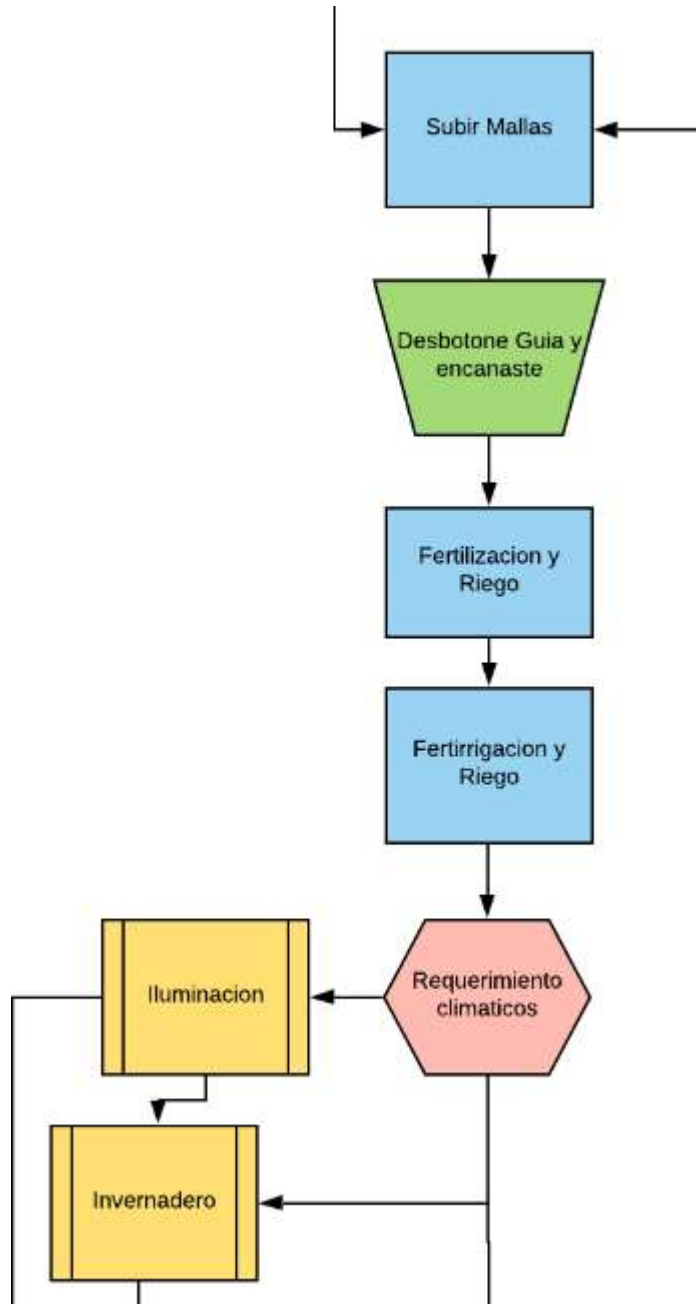 Subir Mallas
Desbotone Guia y
encanaste
Fertilizacion y
Riego
Fertirrigacion y
Riego
Requerimiento
climaticos
Iluminacion
Invernadero